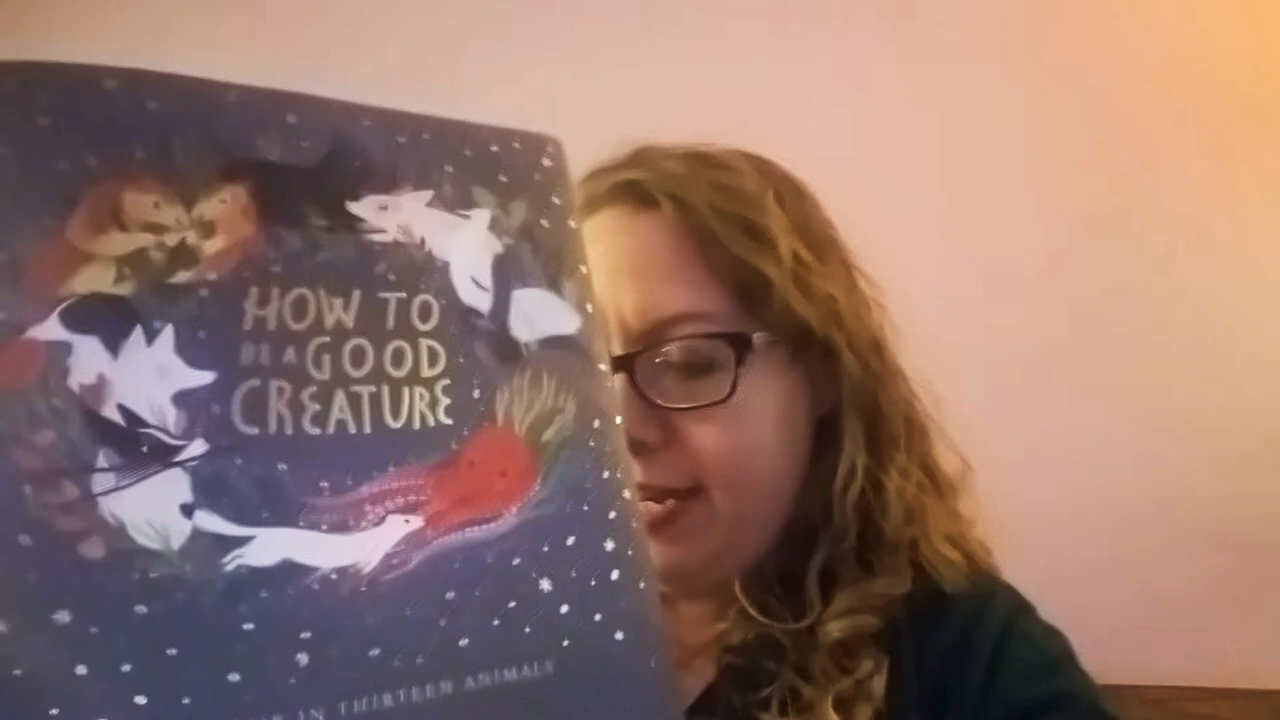 HOW TO
BE A GOOD
CREATURE
IN THIRTEEN ANIMALS